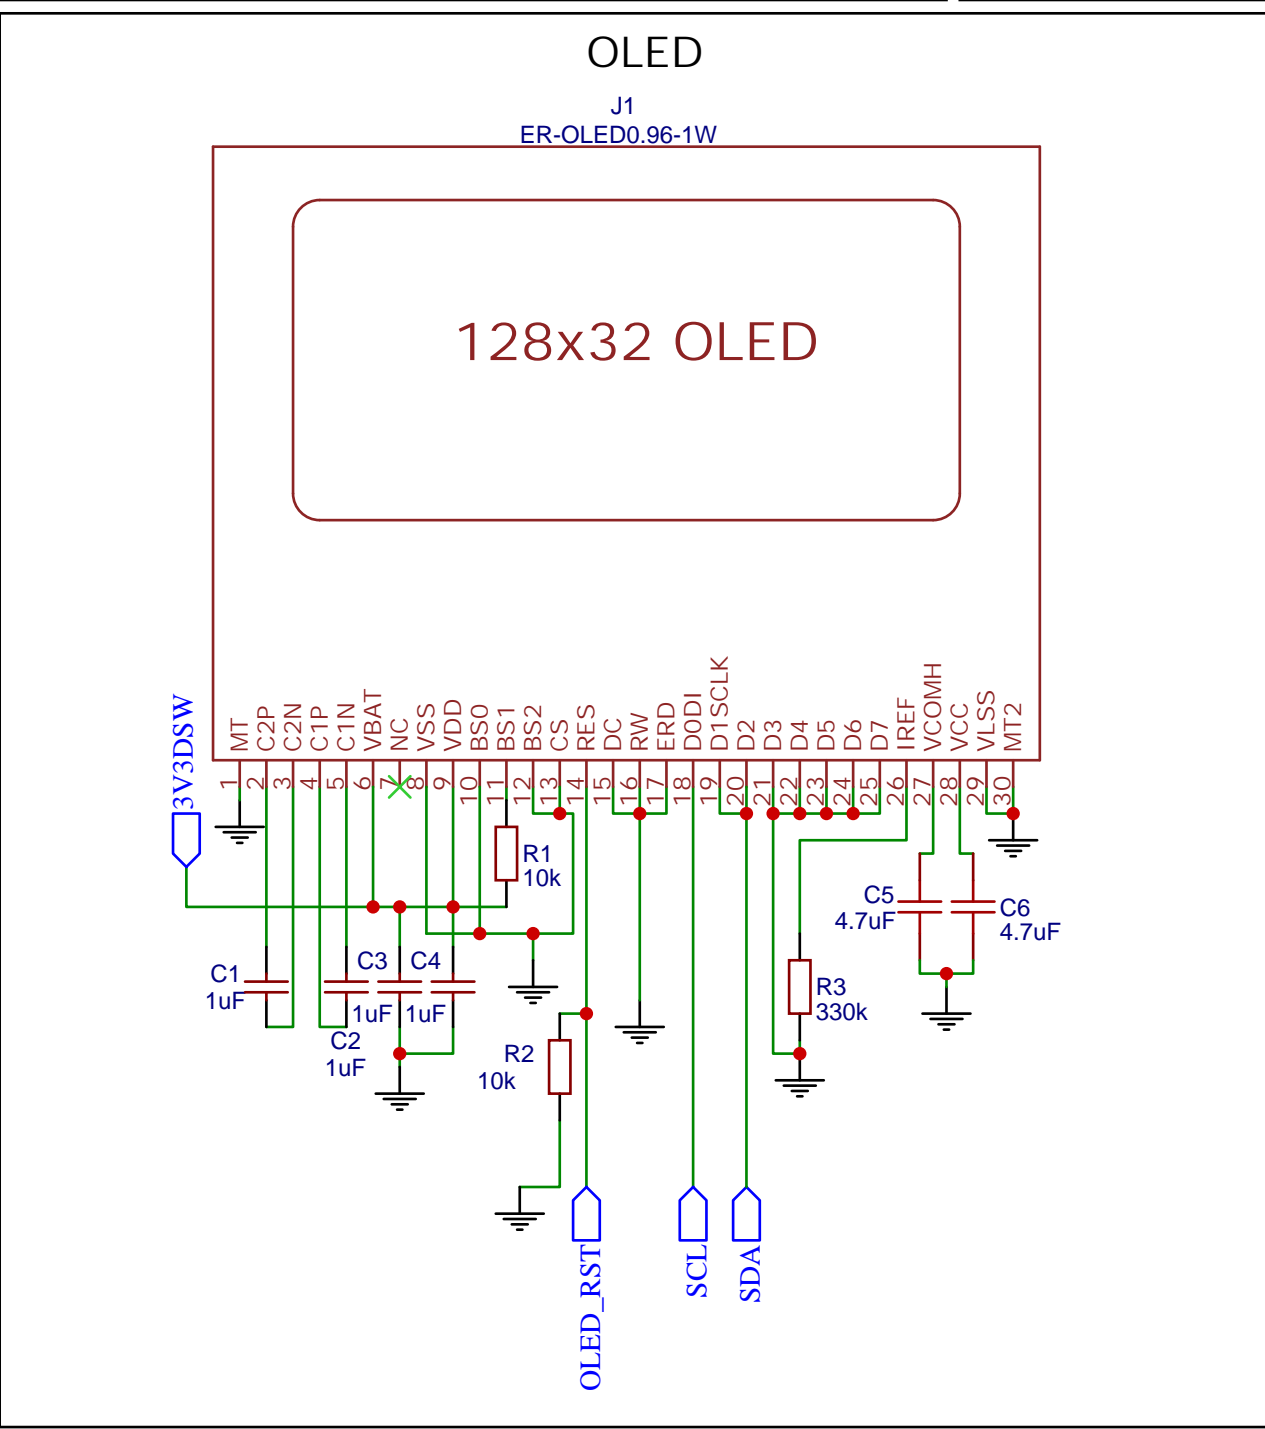 OLED
J1
ER-OLED0.96-1W
128x32 OLED
3V3DSW
MT
C2P
C2N
C1P
C1N
VBAT
NC
VSS
VDD
BS0
BS1
BS2
CS
RES
DC
RW
ERD
D0DI
D1SCLK
D2
D3
D4
D5
D6
D7
IREF
VCOMH
VCC
VLSS
MT2
1
2
3
4
5
6
7
8
9
10
11
12
13
14
15
16
17
18
19
20
21
22
23
24
25
26
27
28
29
30
R1
10k
C5
4.7uF
C6
4.7uF
C1
1uF
C3
1uF
C4
1uF
C2
1uF
R3
330k
R2
10k
OLED_RST
SCL
SDA